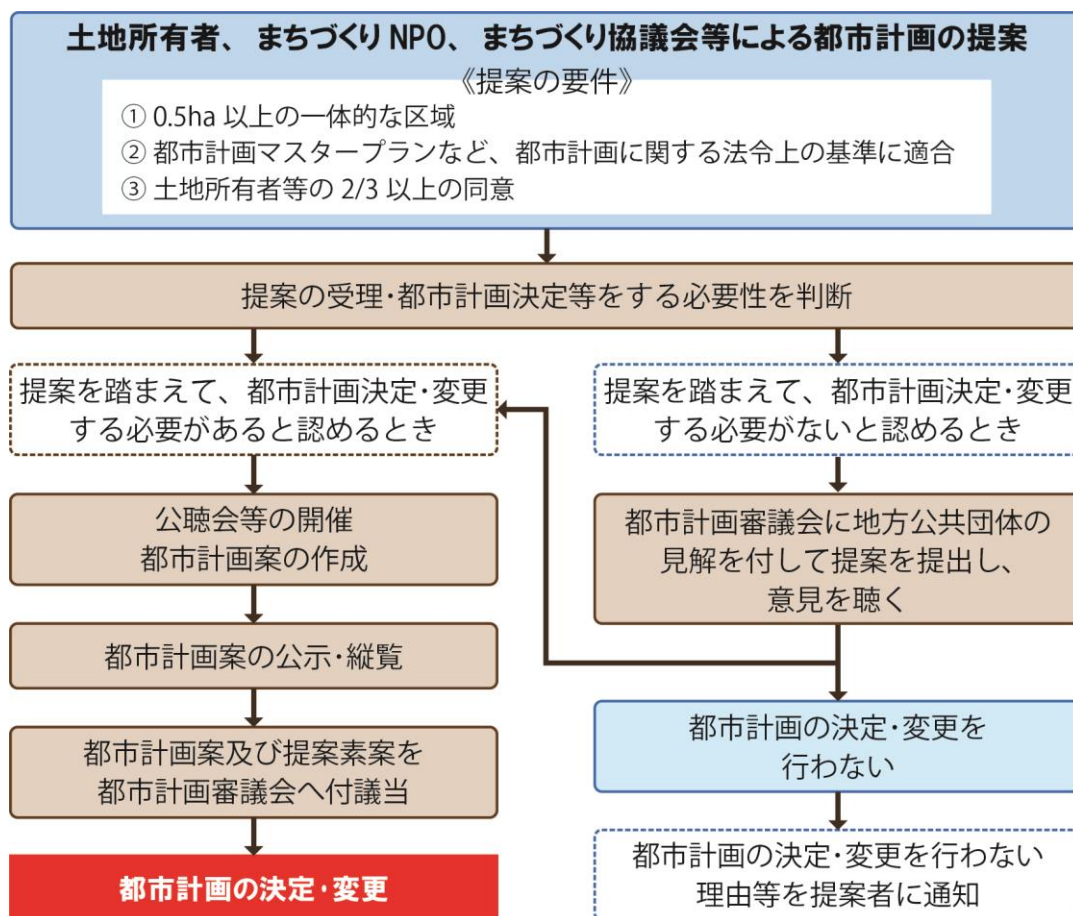 土地所有者、まちづくり NPO、まちづくり協議会等による都市計画の提案
《提案の要件》
① 0.5ha 以上の一体的な区域
② 都市計画マスタープランなど、都市計画に関する法令上の基準に適合
③ 土地所有者等の 2/3 以上の同意
提案の受理･都市計画決定等をする必要性を判断
提案を踏まえて、都市計画決定･変更
する必要があると認めるとき
公聴会等の開催
都市計画案の作成
都市計画案の公示･縦覧
都市計画案及び提案素案を
都市計画審議会へ付議当
都市計画の決定･変更
提案を踏まえて、都市計画決定･変更
する必要がないと認めるとき
都市計画審議会に地方公共団体の
見解を付して提案を提出し、
意見を聴く
都市計画の決定･変更を
行わない
都市計画の決定･変更を行わない
理由等を提案者に通知